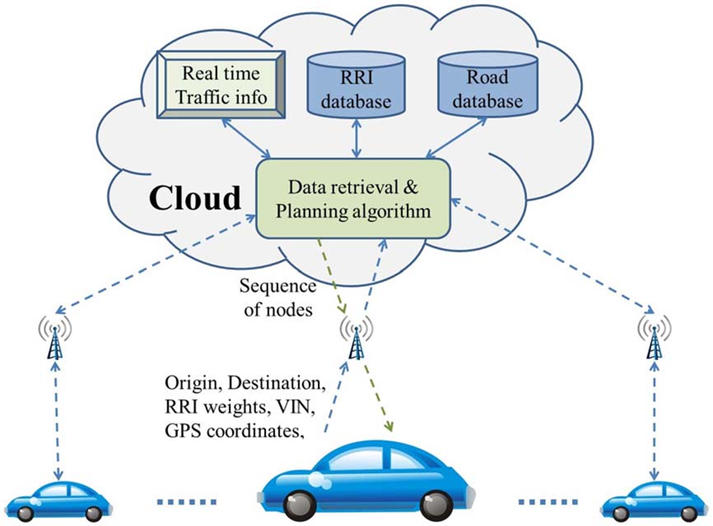 Real time
Traffic info
RRI
database
Road
database
Cloud
Data retrieval &
Planning algorithm
Sequence
of nodes
Origin, Destination,
RRI weights, VIN,
GPS coordinates,